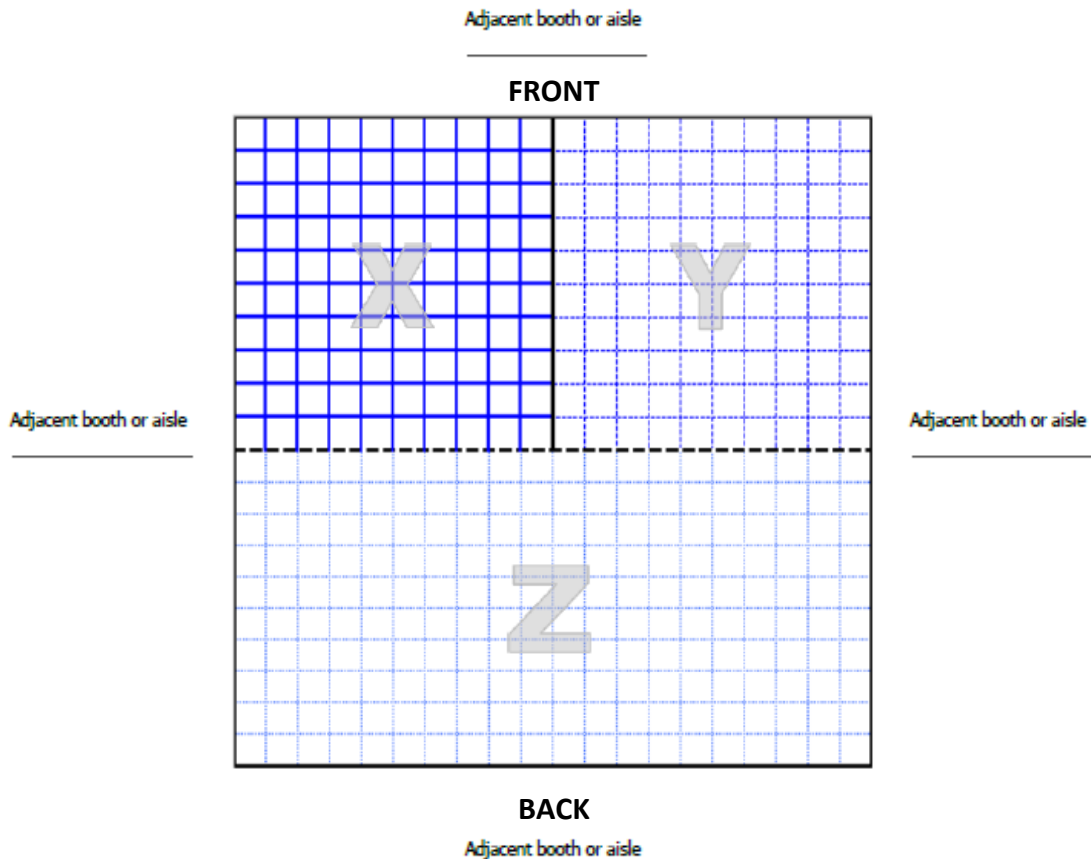 Adjacent booth or aisle
FRONT
X Y
Adjacent booth or aisle Adjacent booth or aisle
Z
BACK
Adjacent booth or aisle